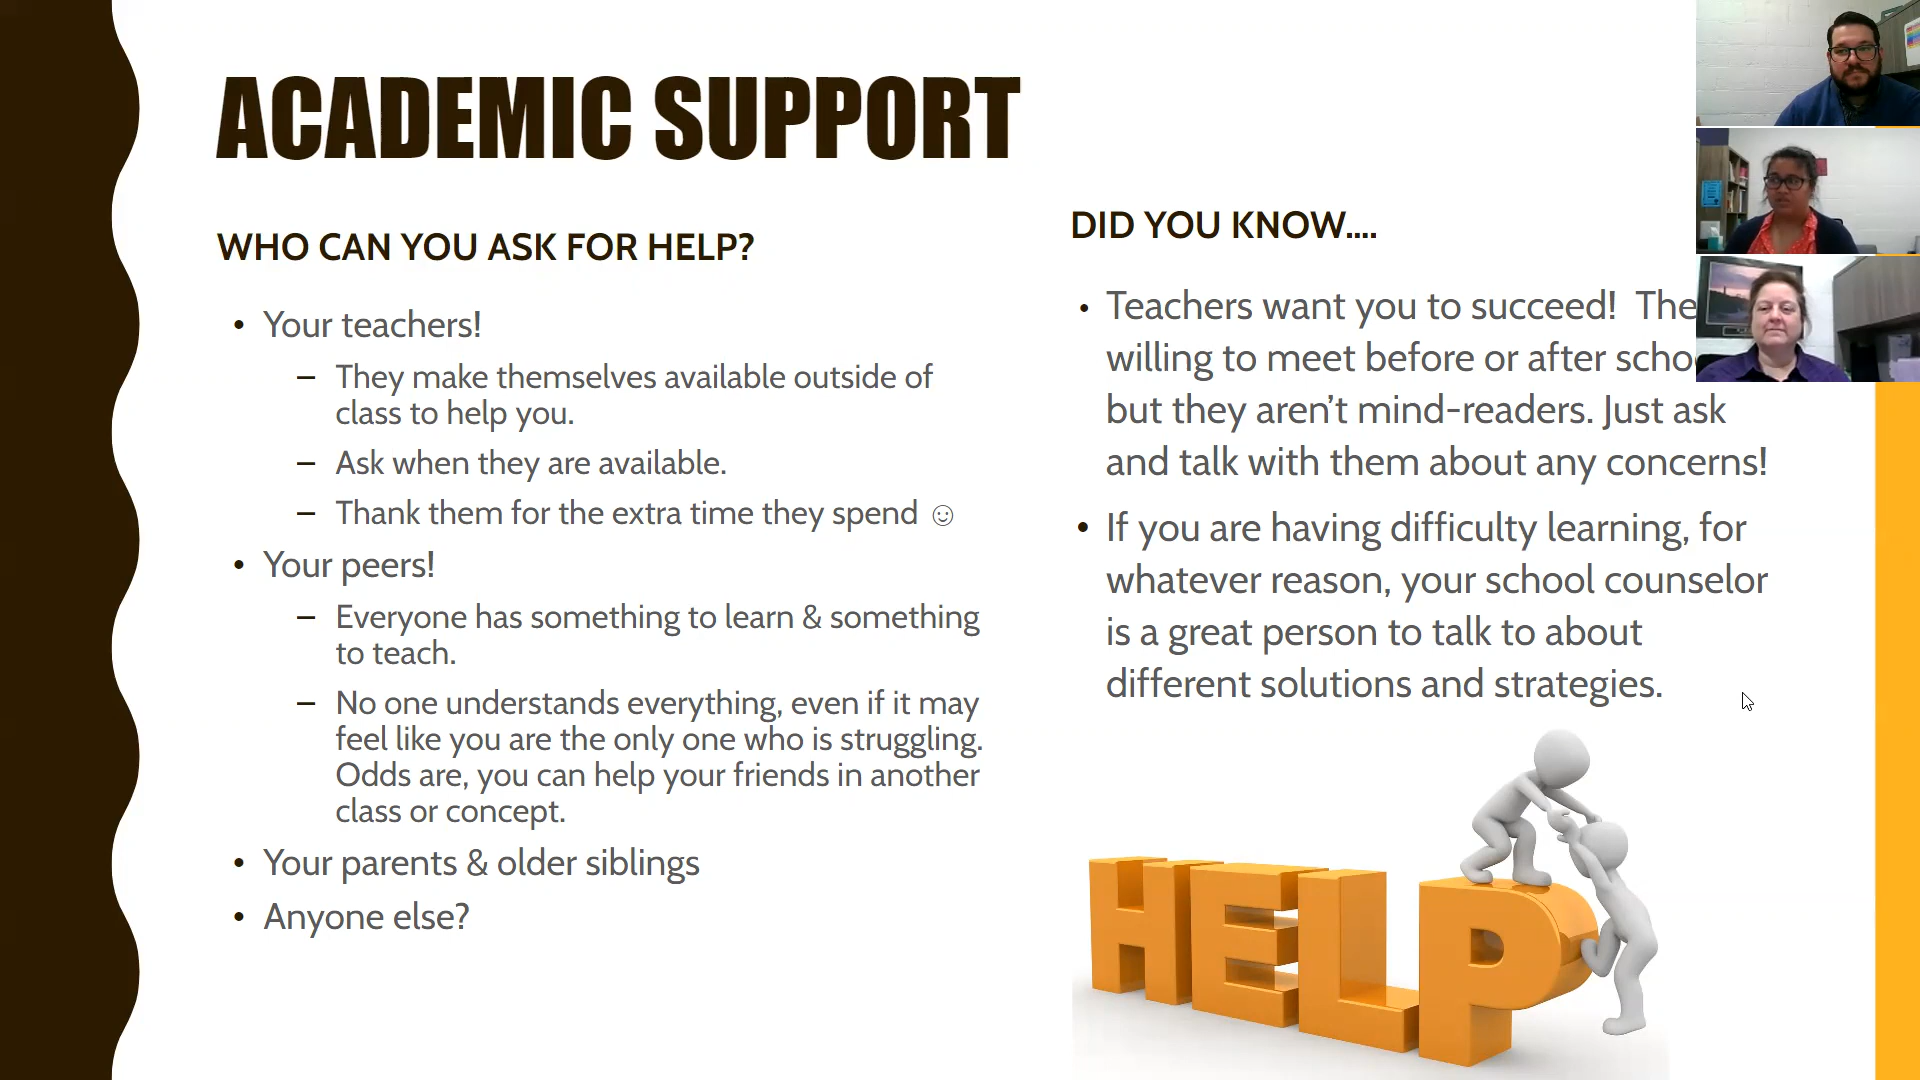 ACADEMIC SUPPORT
WHO CAN YOU ASK FOR HELP?
• Your teachers!
– They make themselves available outside of
class to help you.
– Ask when they are available.
– Thank them for the extra time they spend ☺
• Your peers!
– Everyone has something to learn & something
to teach.
– No one understands everything, even if it may
feel like you are the only one who is struggling.
Odds are, you can help your friends in another
class or concept.
• Your parents & older siblings
• Anyone else?
DID YOU KNOW....
• Teachers want you to succeed!
willing to meet before or after
but they aren’t mind-readers. Just ask
and talk with them about any concerns!
• If you are having difficulty learning, for
whatever reason, your school counselor
is a great person to talk to about
different solutions and strategies.
HELP